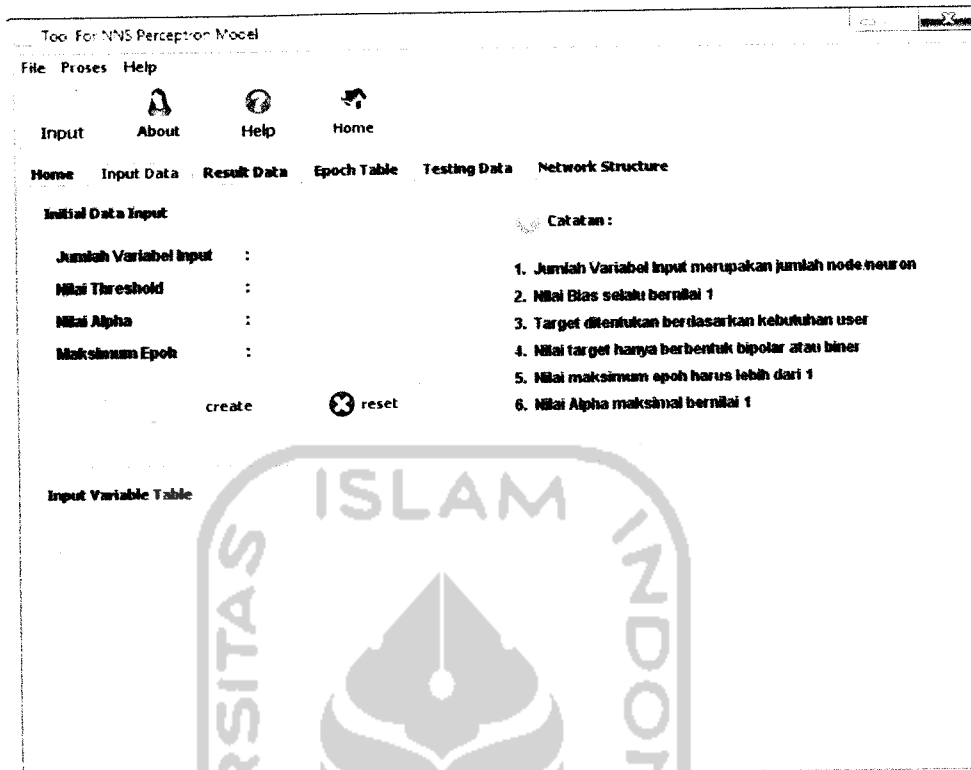 Tool For NNS Perceptron Model
File Proses Help
Input About Help Home
Home Input Data Result Data Epoch Table Testing Data Network Structure
Initial Data Input
Jumlah Variabel Input :
Nilai Threshold :
Nilai Alpha :
Maksimum Epoh :
create reset
Catatan :
1. Jumlah Variabel Input merupakan jumlah node/neuron
2. Nilai Bias selalu bernilai 1
3. Target ditentukan berdasarkan kebutuhan user
4. Nilai target hanya berbentuk bipolar atau biner
5. Nilai maksimum epoh harus lebih dari 1
6. Nilai Alpha maksimal bernilai 1
Input Variable Table
ISLAM
RSITAS
INDO